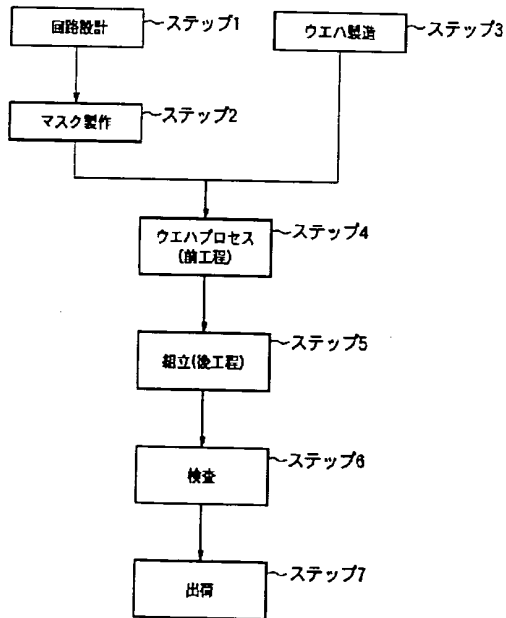 回路設計
ステップ1
ウエハ製造
ステップ3
マスク製作
ステップ2
ウエハプロセス
(前工程)
ステップ4
組立(後工程)
ステップ5
検査
ステップ6
出荷
ステップ7